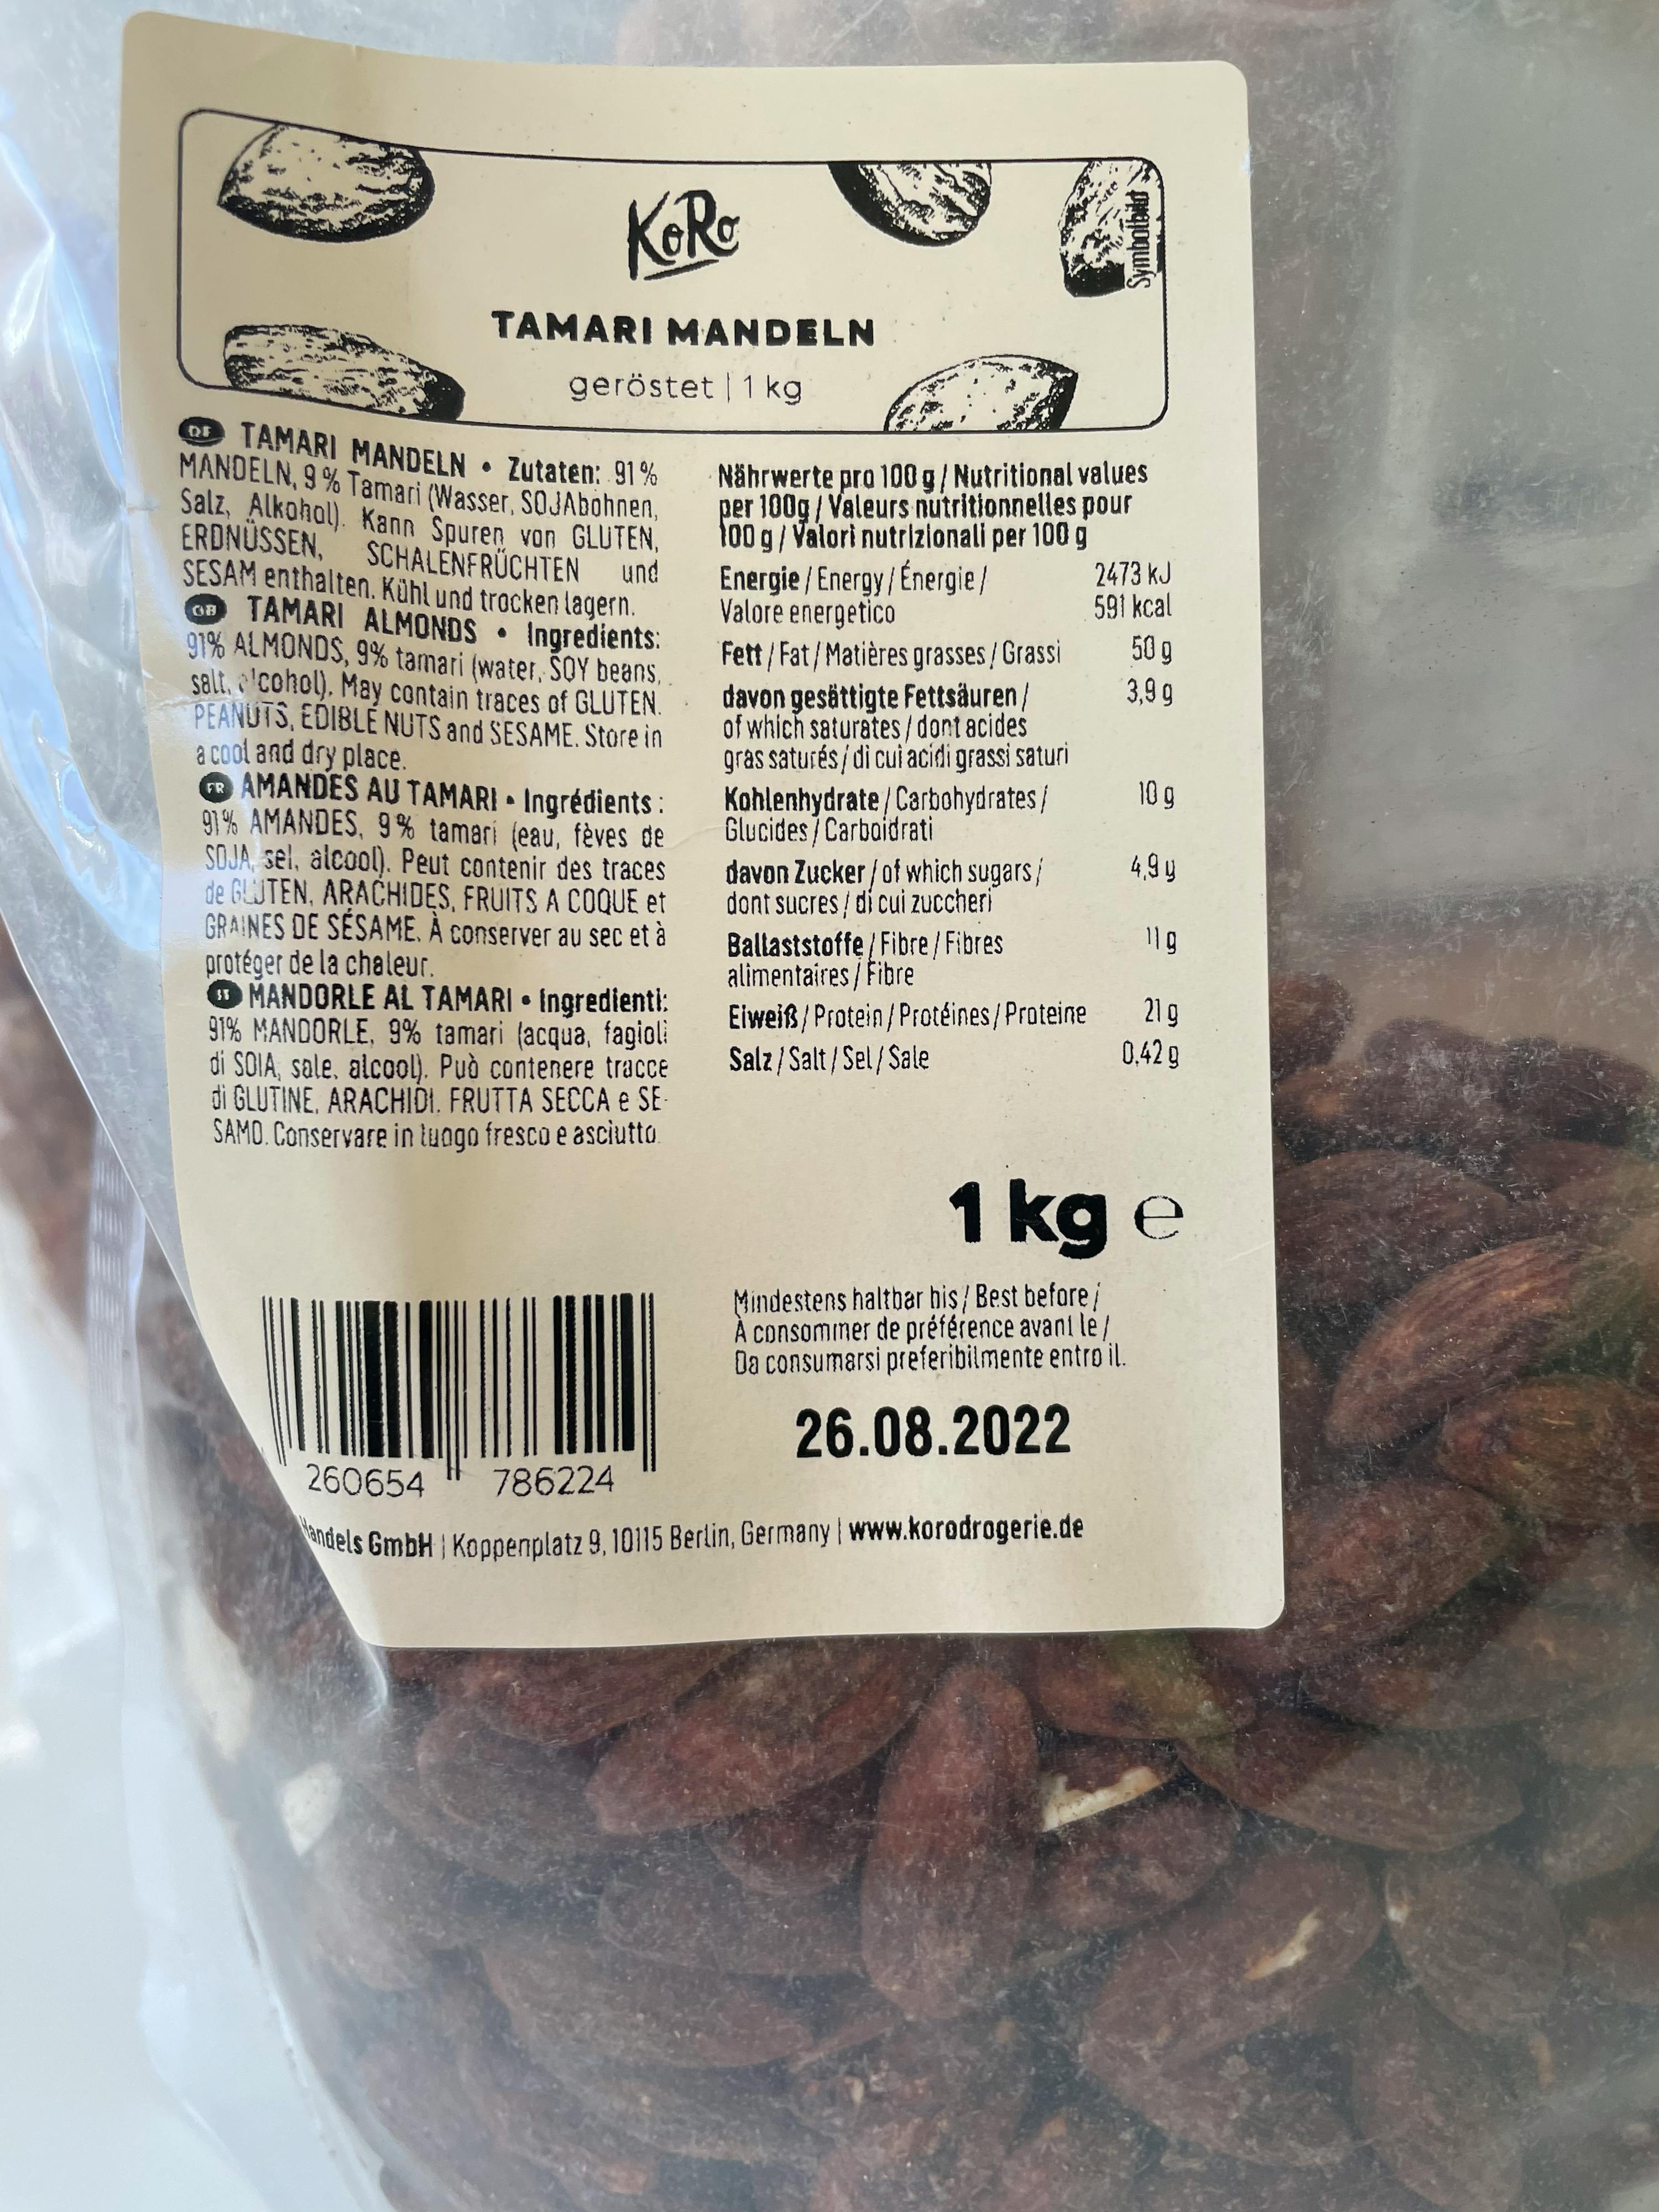 KoRo
Symbolbild
TAMARI MANDELN
geröstet | 1 kg
DE TAMARI MANDELN • Zutaten: 91 %
MANDELN, 9 % Tamari (Wasser, SOJAbohnen,
Salz, Alkohol). Kann Spuren von GLUTEN,
ERDNÜSSEN, SCHALENFRÜCHTEN und
SESAM enthalten. Kühl und trocken lagern.
GB TAMARI ALMONDS • Ingredients:
91% ALMONDS, 9% tamari (water, SOY beans,
salt, alcohol). May contain traces of GLUTEN.
PEANUTS, EDIBLE NUTS and SESAME. Store in
a cool and dry place.
FR AMANDES AU TAMARI • Ingrédients :
91% AMANDES, 9 % tamari (eau, fèves de
SOJA, sel, alcool). Peut contenir des traces
de GLUTEN, ARACHIDES, FRUITS A COQUE et
GRAINES DE SÉSAME. À conserver au sec et à
protéger de la chaleur.
MANDORLE AL TAMARI • Ingredienti:
91% MANDORLE, 9% tamari (acqua, fagioli
di SOIA, sale, alcool). Può contenere tracce
di GLUTINE, ARACHIDI, FRUTTA SECCA e SE-
SAMO. Conservare in luogo fresco e asciutto.
Nährwerte pro 100 g / Nutritional values
per 100g / Valeurs nutritionnelles pour
100 g / Valori nutrizionali per 100 g
Energie / Energy / Énergie / 2473 kJ
Valore energetico 591 kcal
Fett / Fat / Matières grasses / Grassi 50 g
davon gesättigte Fettsäuren / 3,9 g
of which saturates / dont acides
gras saturés / di cui acidi grassi saturi
Kohlenhydrate / Carbohydrates / 10 g
Glucides / Carboidrati
davon Zucker / of which sugars / 4,9 g
dont sucres / di cui zuccheri
Ballaststoffe / Fibre / Fibres 11 g
alimentaires / Fibre
Eiweiß / Protein / Protéines / Proteine 21 g
Salz / Salt / Sel / Sale 0,42 g
1 kg e
Mindestens haltbar bis / Best before /
À consommer de préférence avant le /
Da consumarsi preferibilmente entro il.
26.08.2022
260654 786224
Handels GmbH | Koppenplatz 9, 10115 Berlin, Germany | www.korodrogerie.de